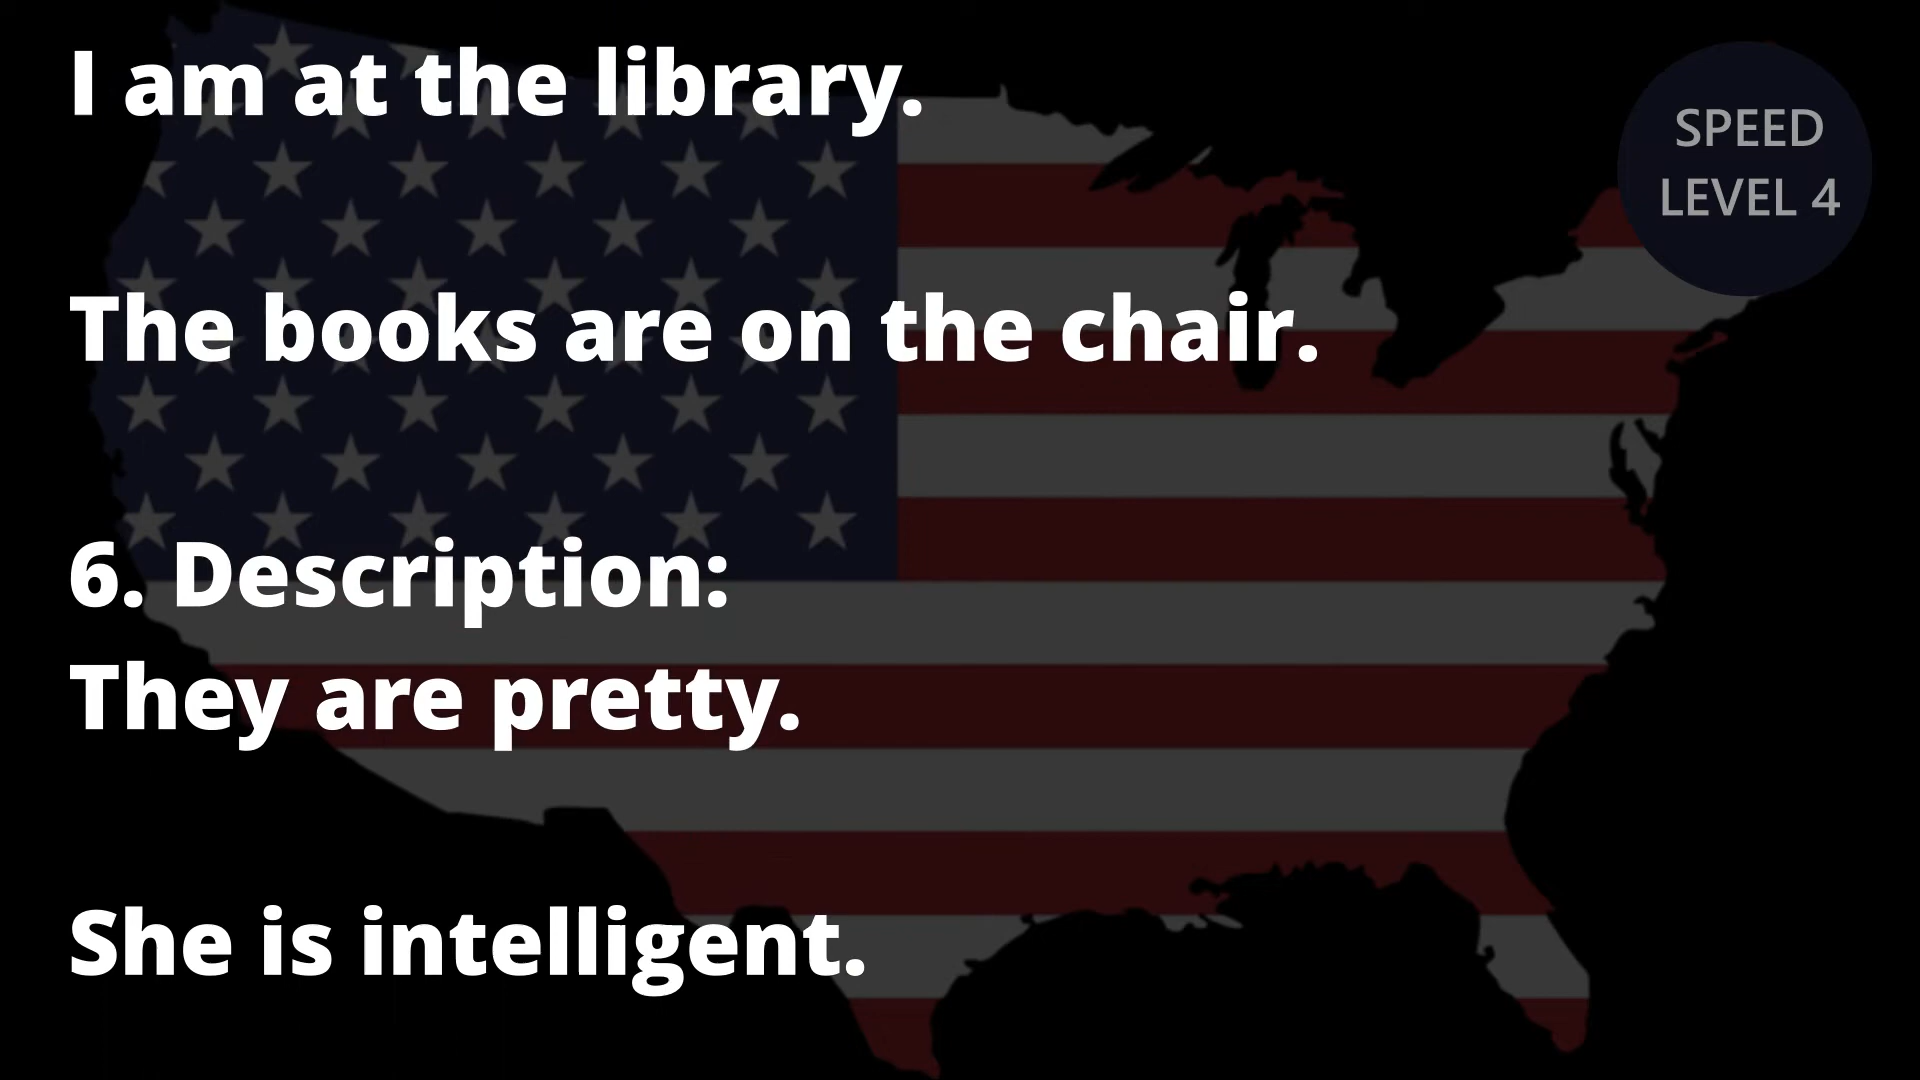 I am at the library.
The books are on the chair.
6. Description:
They are pretty.
She is intelligent.
SPEED
LEVEL 4